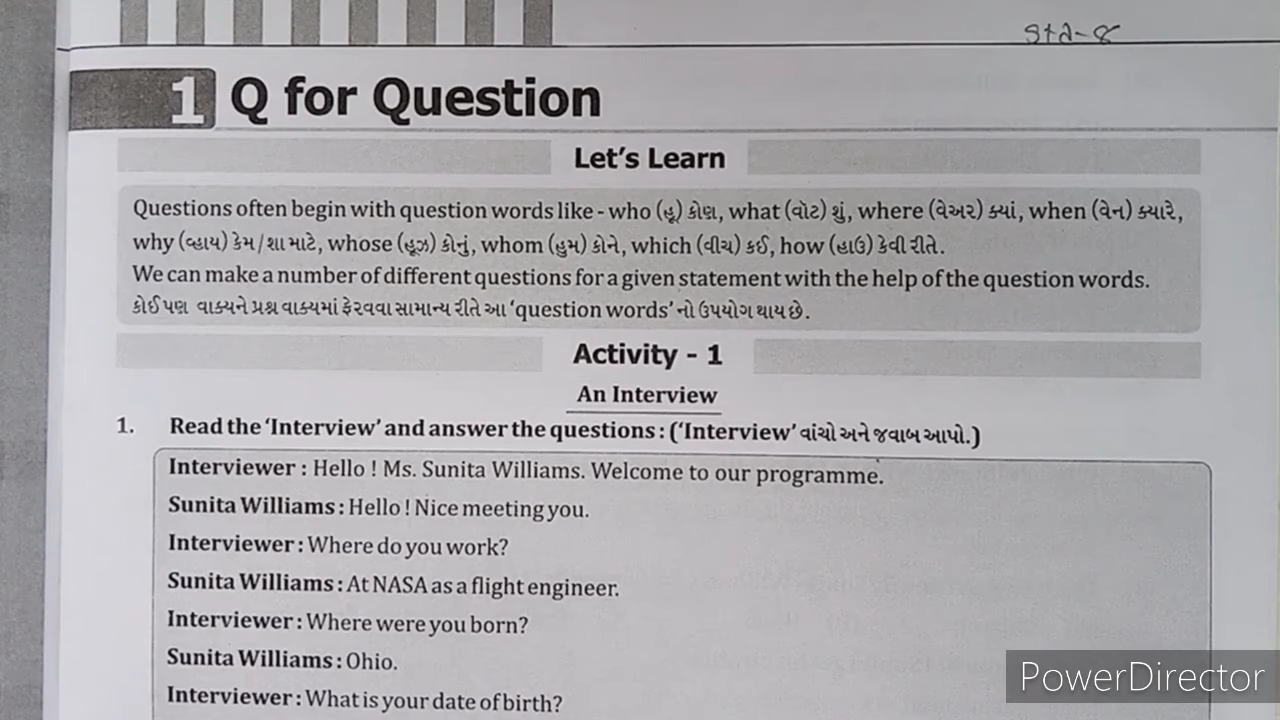 Std-8
1 Q for Question
Let's Learn
Questions often begin with question words like - who (હૂ) કોણ, what (વૉટ) શું, where (વેઅર) ક્યાં, when (વેન) ક્યારે,
why (વ્હાય) કેમ/શા માટે, whose (હૂઝ) કોનું, whom (હુમ) કોને, which (વીચ) કઈ, how (હાઉ) કેવી રીતે.
We can make a number of different questions for a given statement with the help of the question words.
કોઈ પણ વાક્યને પ્રશ્ન વાક્યમાં ફેરવવા સામાન્ય રીતે આ 'question words' નો ઉપયોગ થાય છે.
Activity - 1
An Interview
1. Read the 'Interview' and answer the questions : ('Interview' વાંચો અને જવાબ આપો.)
Interviewer : Hello ! Ms. Sunita Williams. Welcome to our programme.
Sunita Williams : Hello ! Nice meeting you.
Interviewer : Where do you work?
Sunita Williams : At NASA as a flight engineer.
Interviewer : Where were you born?
Sunita Williams : Ohio.
Interviewer : What is your date of birth?
PowerDirector